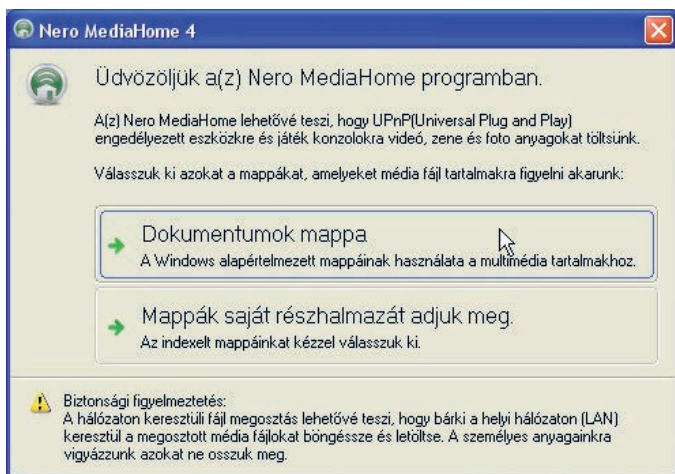 Nero MediaHome 4
Üdvözöljük a(z) Nero MediaHome programban.
A(z) Nero MediaHome lehetővé teszi, hogy UPnP(Universal Plug and Play)
engedélyezett eszközkre és játék konzolokra videó, zene és foto anyagokat töltsünk.
Válasszuk ki azokat a mappákat, amelyeket média fájl tartalmakra figyelni akarunk:
Dokumentumok mappa
A Windows alapértelmezett mappáinak használata a multimédia tartalmakhoz.
Mappák saját részhalmazát adjuk meg.
Az indexelt mappáinkat kézzel válasszuk ki.
Biztonsági figyelmeztetés:
A hálózaton keresztüli fájl megosztás lehetővé teszi, hogy bárki a helyi hálózaton (LAN)
keresztül a megosztott média fájlokat böngéssze és letöltse. A személyes anyagainkra
vigyázzunk azokat ne osszuk meg.